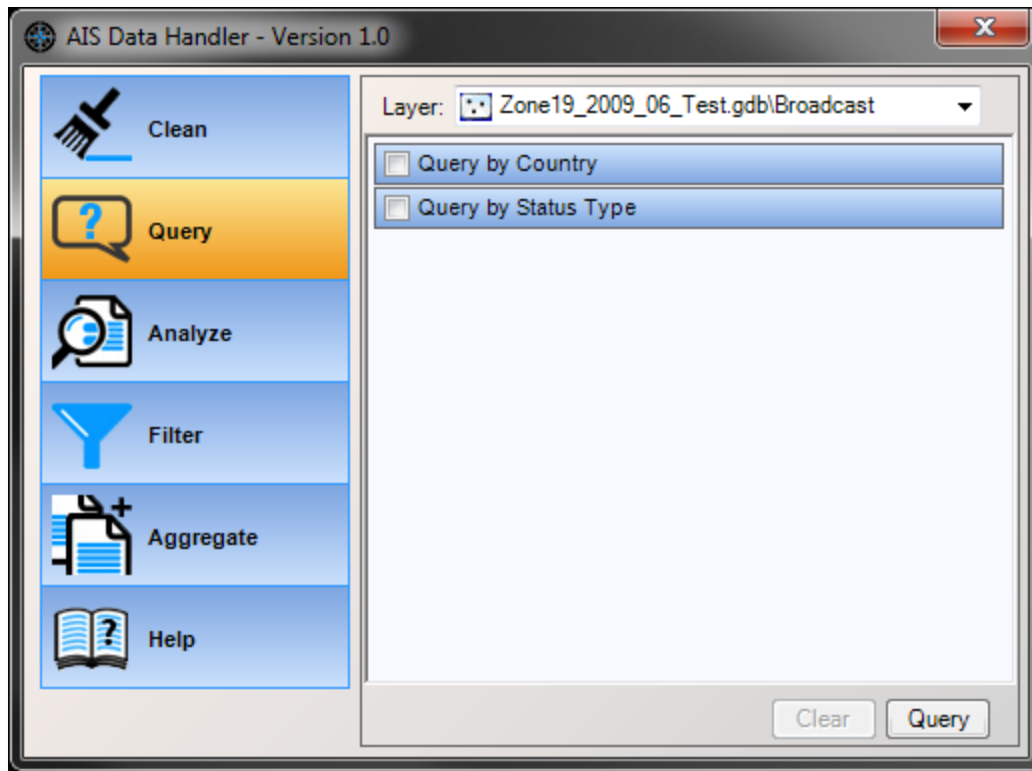 AIS Data Handler - Version 1.0
Clean
Query
Analyze
Filter
Aggregate
Help
Layer: Zone19_2009_06_Test.gdb\Broadcast
Query by Country
Query by Status Type
Clear
Query